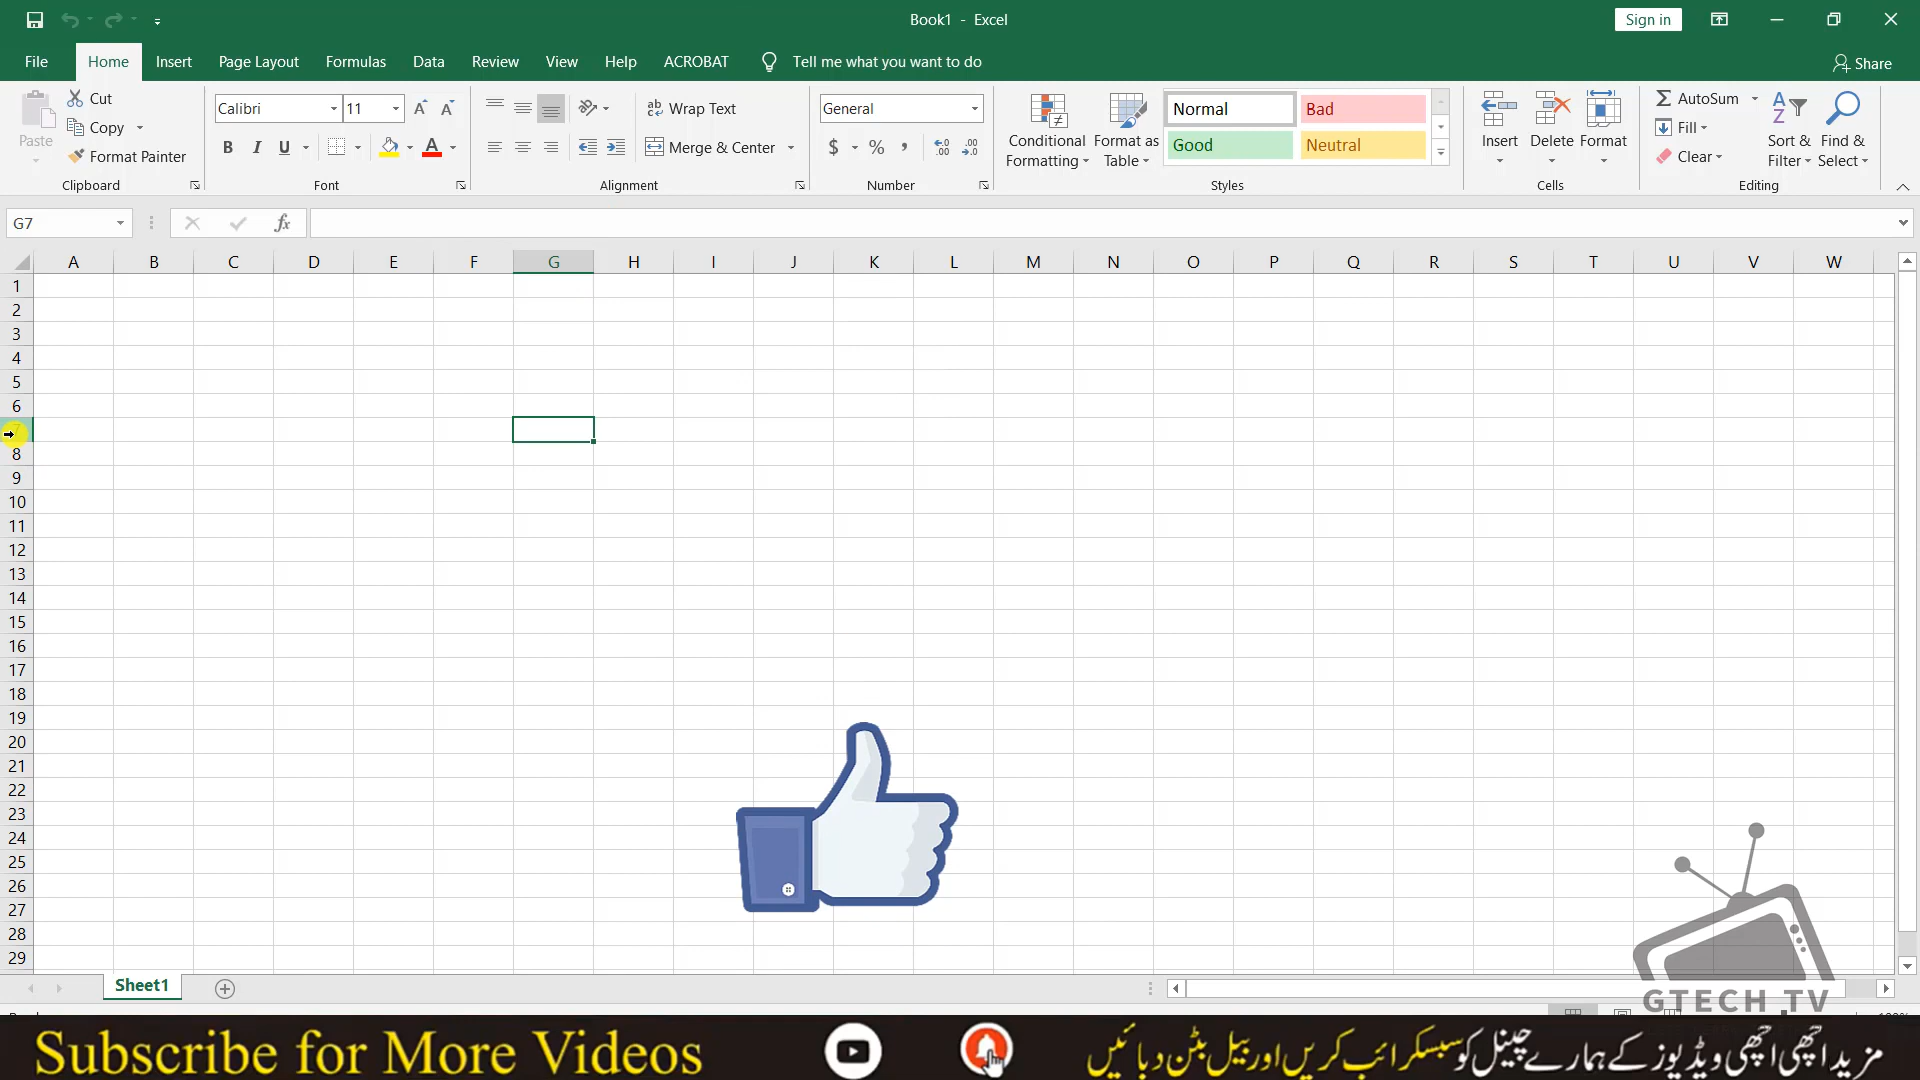 Book1 - Excel
Sign in
File Home Insert Page Layout Formulas Data Review View Help ACROBAT Tell me what you want to do
Share
Paste
Cut
Copy
Format Painter
Clipboard
Calibri 11
B I U A
Font
Wrap Text
Merge & Center
Alignment
General
$ % ,
Number
Conditional Formatting
Format as Table
Normal Bad
Good Neutral
Styles
Insert Delete Format
Cells
AutoSum
Fill
Clear
Sort & Filter
Find & Select
Editing
G7 fx
A B C D E F G H I J K L M N O P Q R S T U V W
1
2
3
4
5
6
7
8
9
10
11
12
13
14
15
16
17
18
19
20
21
22
23
24
25
26
27
28
29
Sheet1
GTECH TV
Subscribe for More Videos
مزید اچھی اچھی ویڈیوز کے ہمارے چینل کو سبسکرائب کریں اور بیل بٹن دبائیں